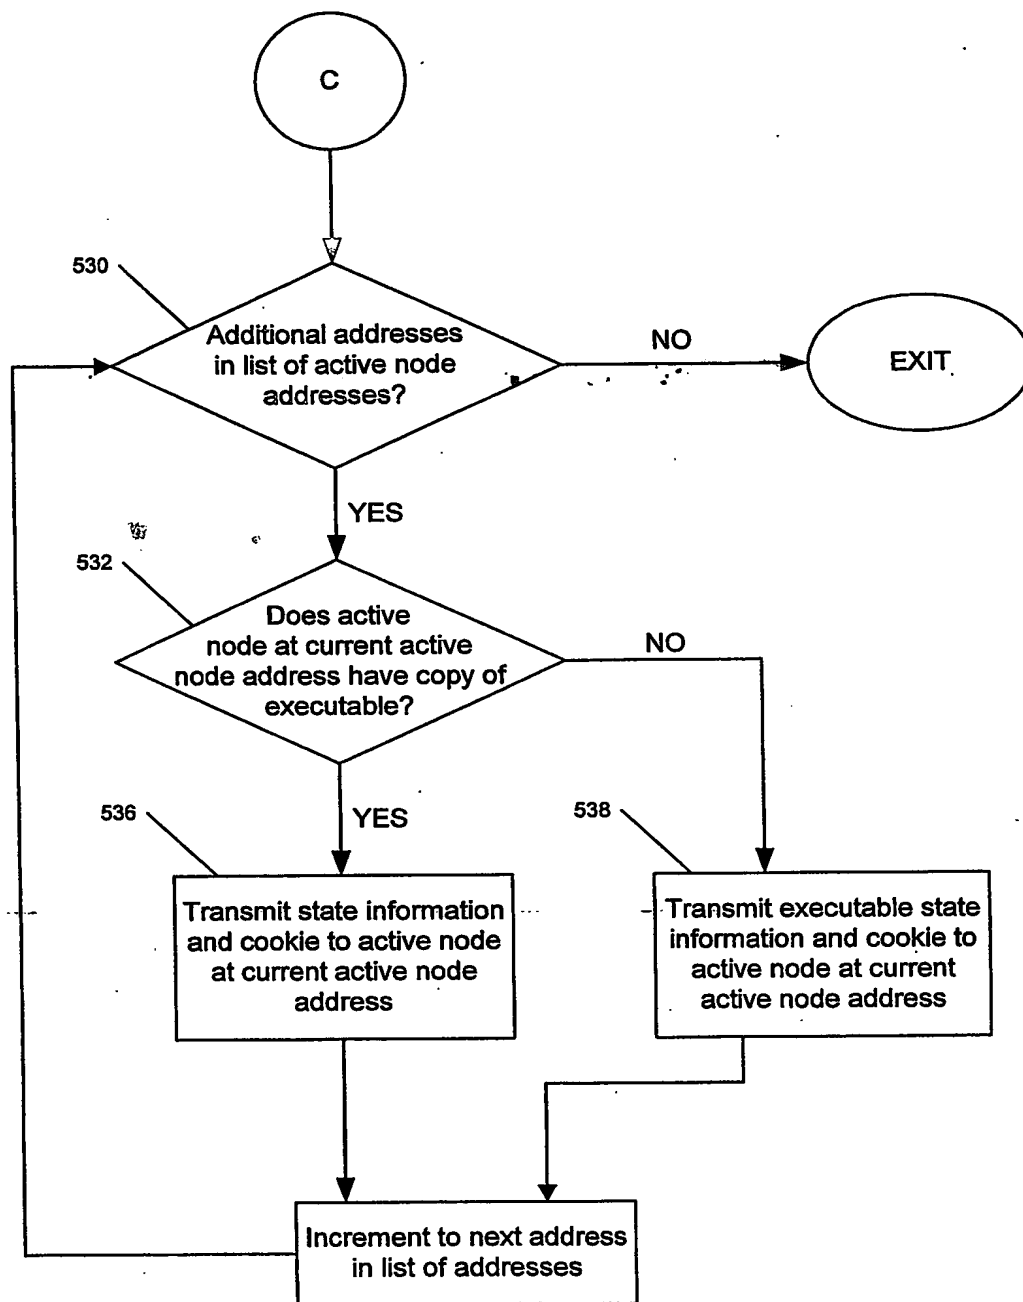 C
530
Additional addresses
in list of active node
addresses?
NO
EXIT
YES
532
Does active
node at current active
node address have copy of
executable?
NO
536
YES
538
Transmit state information
and cookie to active node
at current active node
address
Transmit executable state
information and cookie to
active node at current
active node address
Increment to next address
in list of addresses